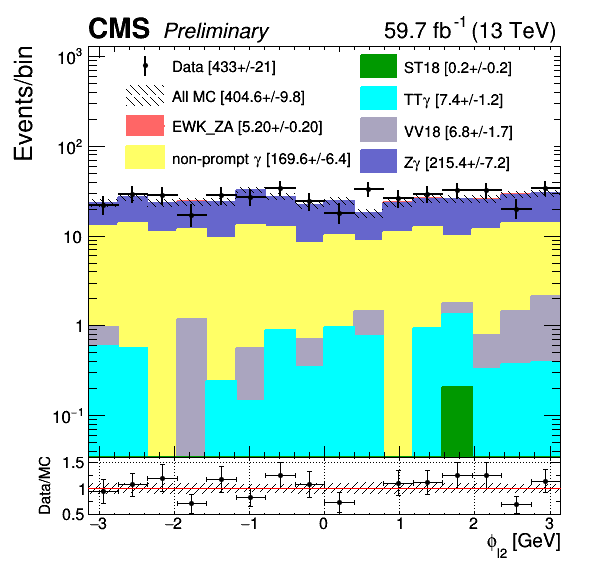 CMS Preliminary 59.7 fb⁻¹ (13 TeV)
Events/bin
10³
10²
10
1
10⁻¹
Data [433+/-21]
All MC [404.6+/-9.8]
EWK_ZA [5.20+/-0.20]
non-prompt γ [169.6+/-6.4]
ST18 [0.2+/-0.2]
TTγ [7.4+/-1.2]
VV18 [6.8+/-1.7]
Zγ [215.4+/-7.2]
Data/MC
1.5
1
0.5
−3 −2 −1 0 1 2 3
ϕ_l2 [GeV]